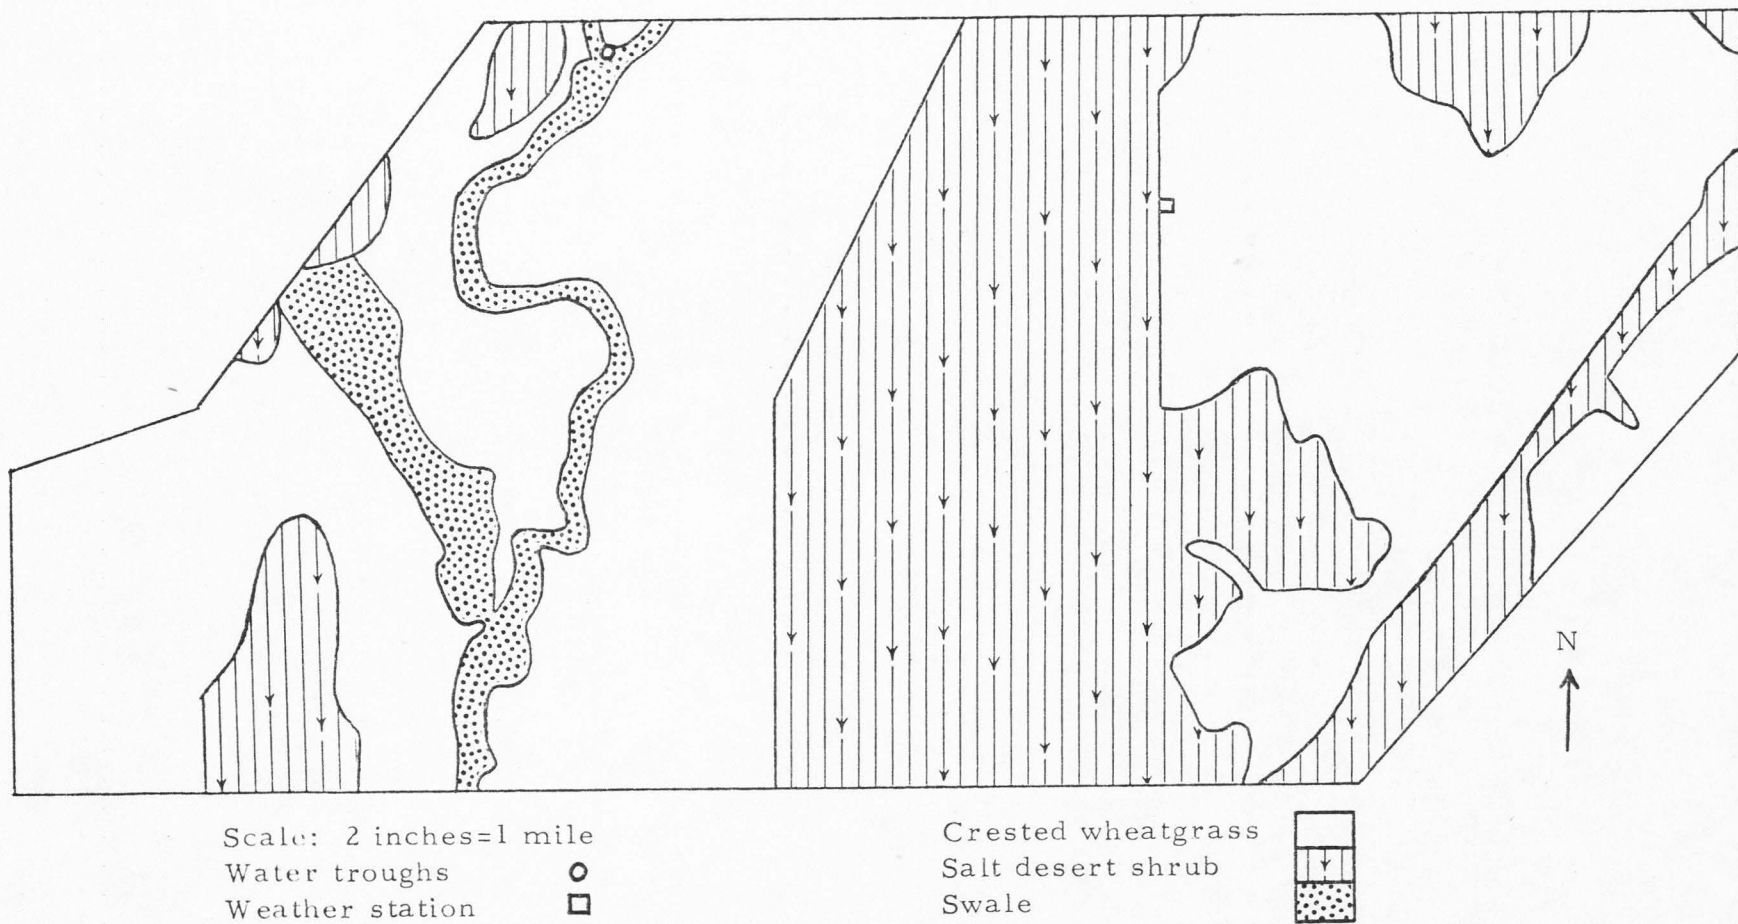 N
Scale: 2 inches=1 mile
Water troughs
Weather station
Crested wheatgrass
Salt desert shrub
Swale